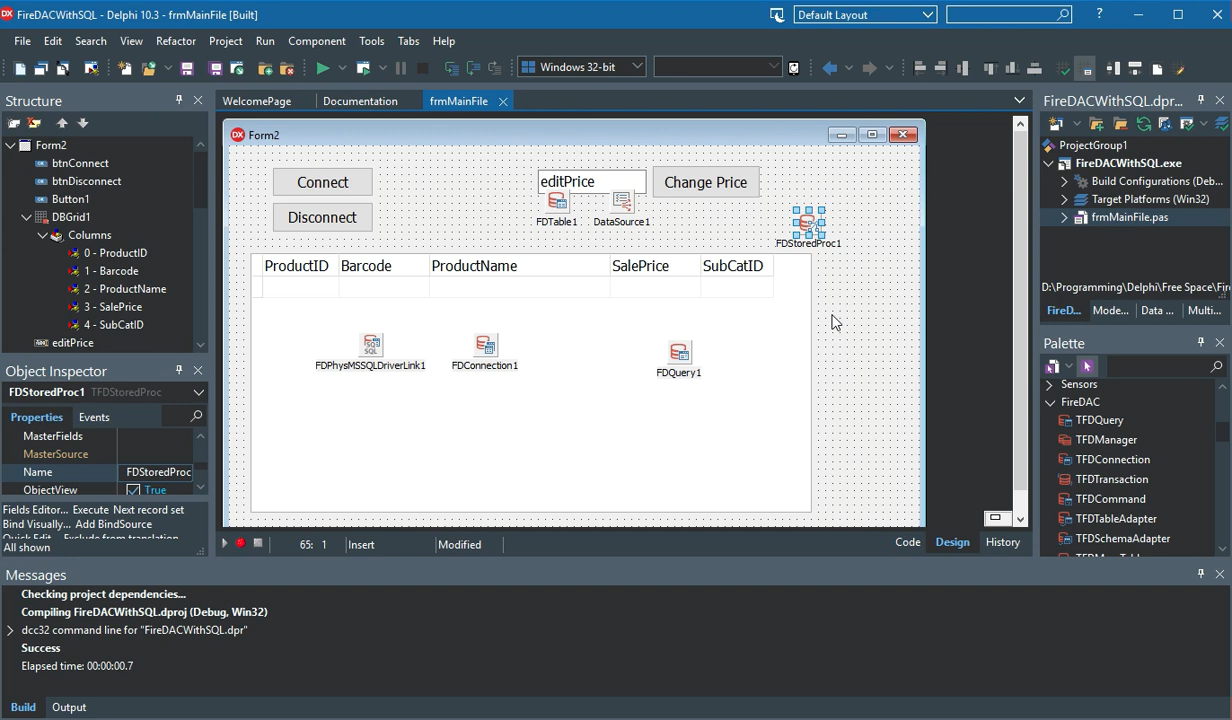 FireDACWithSQL - Delphi 10.3 - frmMainFile [Built]
Default Layout
File Edit Search View Refactor Project Run Component Tools Tabs Help
Windows 32-bit
Structure
Form2
btnConnect
btnDisconnect
Button1
DBGrid1
Columns
0 - ProductID
1 - Barcode
2 - ProductName
3 - SalePrice
4 - SubCatID
editPrice
Object Inspector
FDStoredProc1 TFDStoredProc
Properties Events
MasterFields
MasterSource
Name FDStoredProc
ObjectView True
Fields Editor... Execute Next record set
Bind Visually... Add BindSource
Quick Edit... Exclude from translation
All shown
WelcomePage Documentation frmMainFile
Form2
Connect
editPrice
Change Price
Disconnect
FDTable1
DataSource1
FDStoredProc1
ProductID Barcode ProductName SalePrice SubCatID
FDPhysMSSQLDriverLink1
FDConnection1
FDQuery1
65: 1 Insert Modified
Code Design History
FireDACWithSQL.dpr...
ProjectGroup1
FireDACWithSQL.exe
Build Configurations (Deb...
Target Platforms (Win32)
frmMainFile.pas
D:\Programming\Delphi\Free Space\Fire
FireD... Mode... Data ... Multi...
Palette
Sensors
FireDAC
TFDQuery
TFDManager
TFDConnection
TFDTransaction
TFDCommand
TFDTableAdapter
TFDSchemaAdapter
Messages
Checking project dependencies...
Compiling FireDACWithSQL.dproj (Debug, Win32)
dcc32 command line for "FireDACWithSQL.dpr"
Success
Elapsed time: 00:00:00.7
Build Output